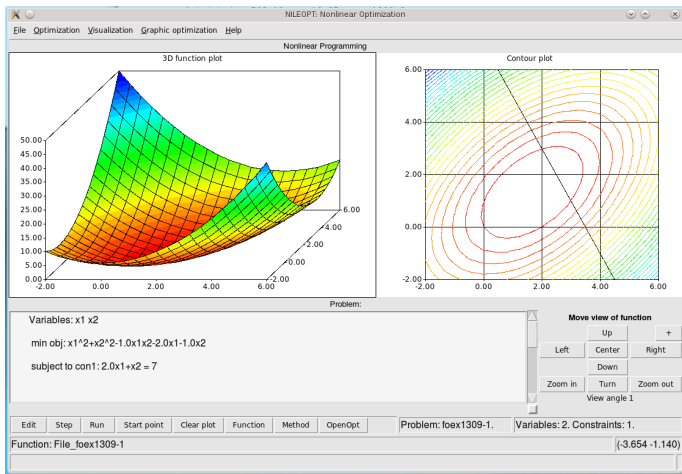 NILEOPT: Nonlinear Optimization
File Optimization Visualization Graphic optimization Help
Nonlinear Programming
3D function plot
50.00
45.00
40.00
35.00
30.00
25.00
20.00
15.00
10.00
5.00
0.00
-2.00 0.00 2.00 4.00 6.00
-2.00
0.00
2.00
4.00
6.00
Contour plot
6.00
4.00
2.00
0.00
-2.00
-2.00 0.00 2.00 4.00 6.00
Problem:
Variables: x1 x2
min obj: x1^2+x2^2-1.0x1x2-2.0x1-1.0x2
subject to con1: 2.0x1+x2 = 7
Move view of function
Up +
Left Center Right
Down
Zoom in Turn Zoom out
View angle 1
Edit Step Run Start point Clear plot Function Method OpenOpt Problem: foex1309-1. Variables: 2. Constraints: 1.
Function: File_foex1309-1 (-3.654 -1.140)